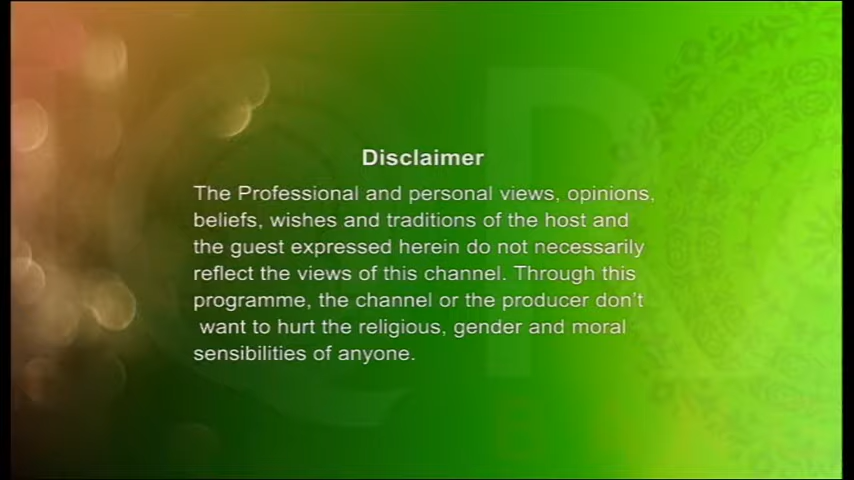 Disclaimer
The Professional and personal views, opinions,
beliefs, wishes and traditions of the host and
the guest expressed herein do not necessarily
reflect the views of this channel. Through this
programme, the channel or the producer don't
want to hurt the religious, gender and moral
sensibilities of anyone.